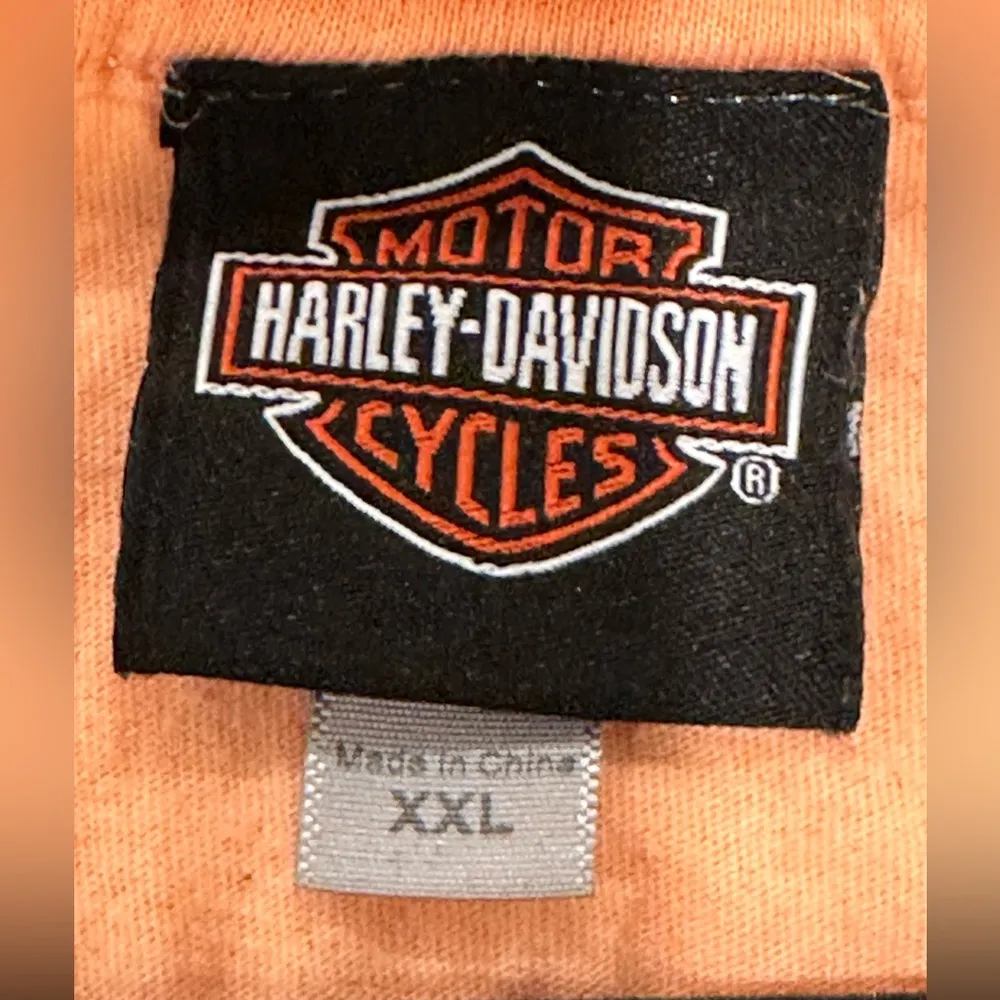 MOTOR
HARLEY-DAVIDSON
CYCLES
®
Made in China
XXL